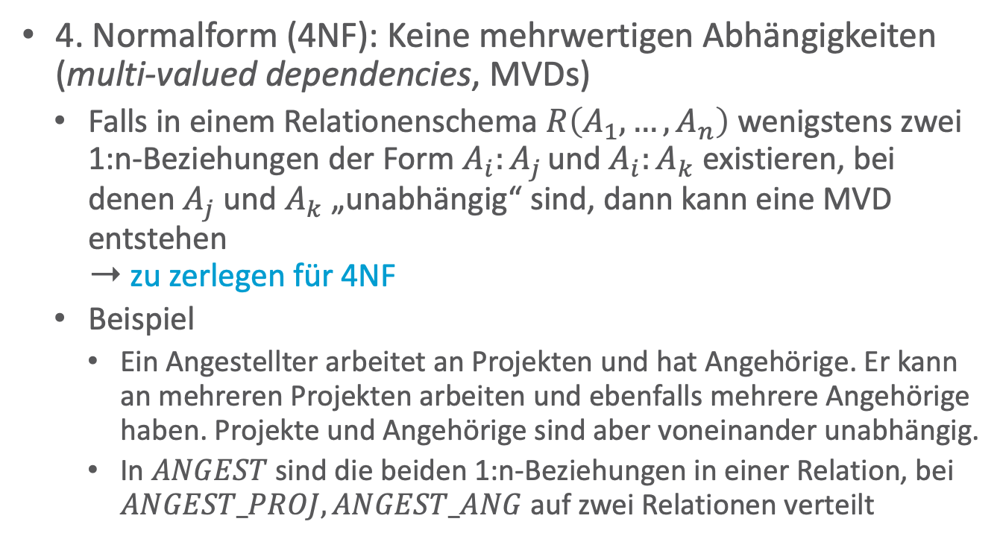 • 4. Normalform (4NF): Keine mehrwertigen Abhängigkeiten
(multi-valued dependencies, MVDs)
• Falls in einem Relationenschema R(A₁, … , Aₙ) wenigstens zwei
1:n-Beziehungen der Form Aᵢ: Aⱼ und Aᵢ: Aₖ existieren, bei
denen Aⱼ und Aₖ „unabhängig“ sind, dann kann eine MVD
entstehen
→ zu zerlegen für 4NF
• Beispiel
• Ein Angestellter arbeitet an Projekten und hat Angehörige. Er kann
an mehreren Projekten arbeiten und ebenfalls mehrere Angehörige
haben. Projekte und Angehörige sind aber voneinander unabhängig.
• In ANGEST sind die beiden 1:n-Beziehungen in einer Relation, bei
ANGEST_PROJ, ANGEST_ANG auf zwei Relationen verteilt